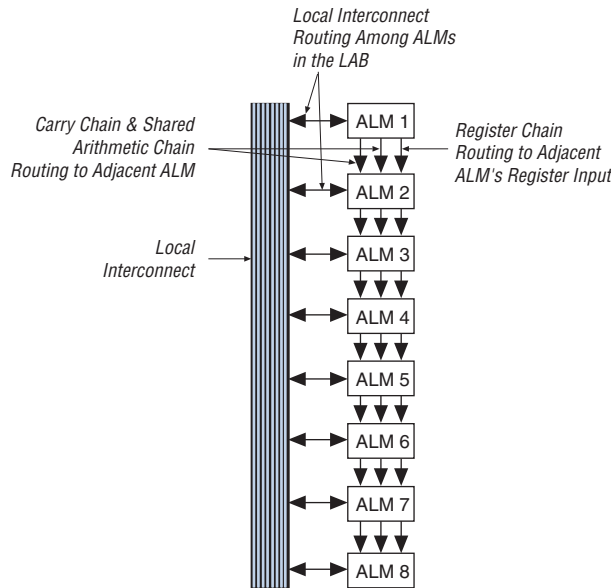 Local Interconnect
Routing Among ALMs
in the LAB
Carry Chain & Shared
Arithmetic Chain
Routing to Adjacent ALM
Register Chain
Routing to Adjacent
ALM's Register Input
Local
Interconnect
ALM 1
ALM 2
ALM 3
ALM 4
ALM 5
ALM 6
ALM 7
ALM 8